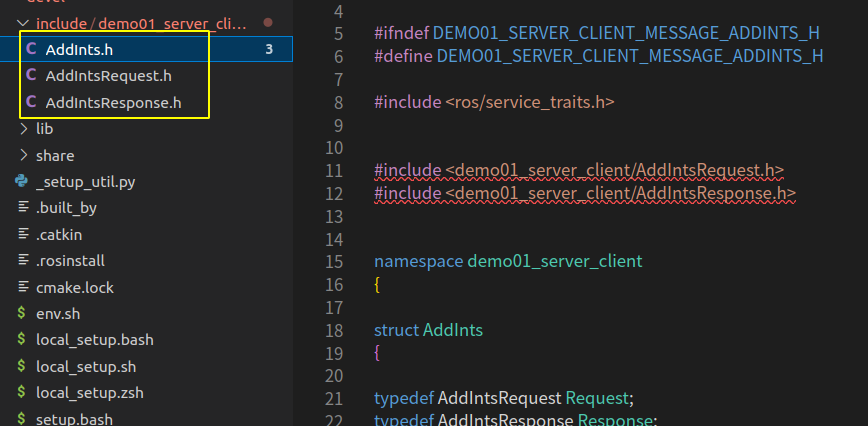 devel
include / demo01_server_cli...
C AddInts.h 3
C AddIntsRequest.h
C AddIntsResponse.h
lib
share
_setup_util.py
.built_by
.catkin
.rosinstall
cmake.lock
$ env.sh
$ local_setup.bash
$ local_setup.sh
$ local_setup.zsh
$ setup.bash
4
5 #ifndef DEMO01_SERVER_CLIENT_MESSAGE_ADDINTS_H
6 #define DEMO01_SERVER_CLIENT_MESSAGE_ADDINTS_H
7
8 #include <ros/service_traits.h>
9
10
11 #include <demo01_server_client/AddIntsRequest.h>
12 #include <demo01_server_client/AddIntsResponse.h>
13
14
15 namespace demo01_server_client
16 {
17
18 struct AddInts
19 {
20
21 typedef AddIntsRequest Request;
22 typedef AddIntsResponse Response;